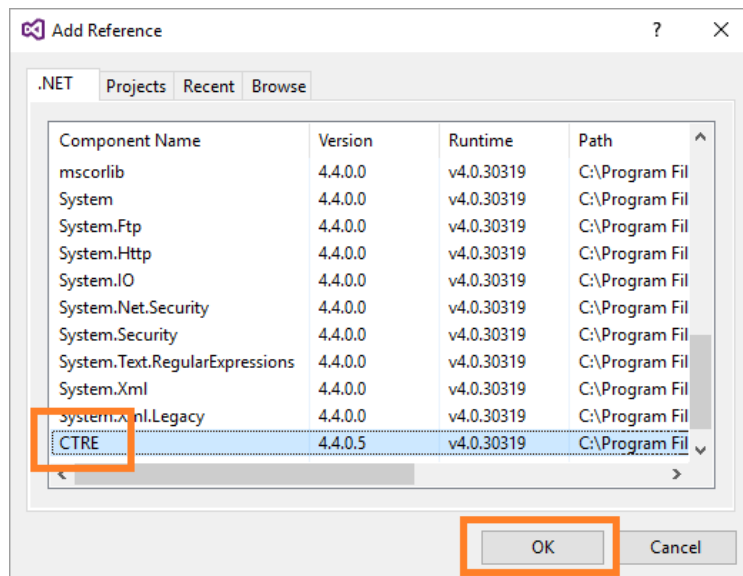 Add Reference ?
.NET Projects Recent Browse
Component Name Version Runtime Path
mscorlib 4.4.0.0 v4.0.30319 C:\Program Fil
System 4.4.0.0 v4.0.30319 C:\Program Fil
System.Ftp 4.4.0.0 v4.0.30319 C:\Program Fil
System.Http 4.4.0.0 v4.0.30319 C:\Program Fil
System.IO 4.4.0.0 v4.0.30319 C:\Program Fil
System.Net.Security 4.4.0.0 v4.0.30319 C:\Program Fil
System.Security 4.4.0.0 v4.0.30319 C:\Program Fil
System.Text.RegularExpressions 4.4.0.0 v4.0.30319 C:\Program Fil
System.Xml 4.4.0.0 v4.0.30319 C:\Program Fil
System.Xml.Legacy 4.4.0.0 v4.0.30319 C:\Program Fil
CTRE 4.4.0.5 v4.0.30319 C:\Program Fil
OK Cancel